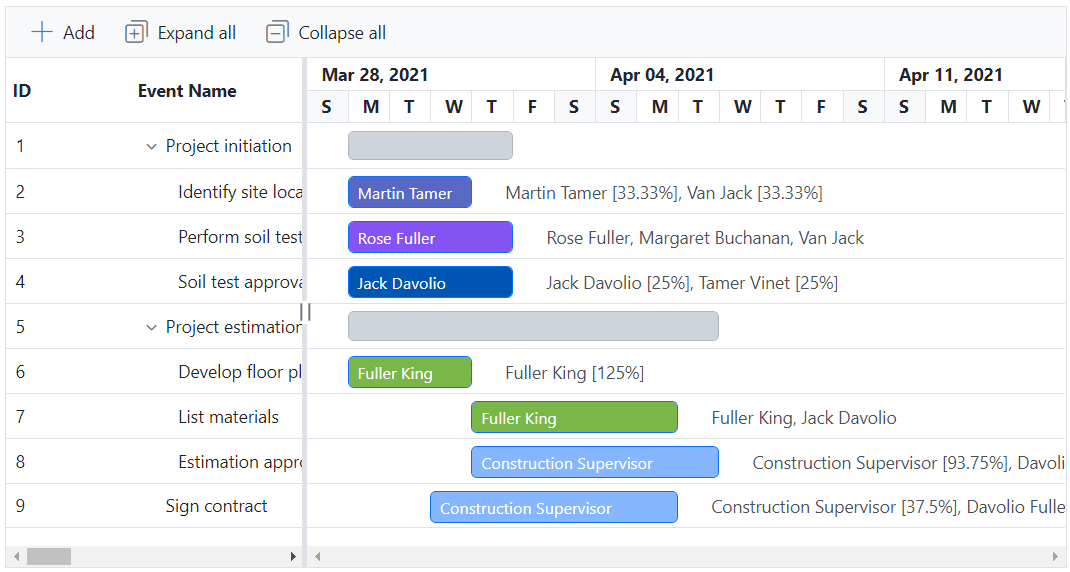 Add Expand all Collapse all
ID Event Name Mar 28, 2021 Apr 04, 2021 Apr 11, 2021
S M T W T F S S M T W T F S S M T W
1 Project initiation
2 Identify site loca Martin Tamer Martin Tamer [33.33%], Van Jack [33.33%]
3 Perform soil test Rose Fuller Rose Fuller, Margaret Buchanan, Van Jack
4 Soil test approva Jack Davolio Jack Davolio [25%], Tamer Vinet [25%]
5 Project estimation
6 Develop floor pl Fuller King Fuller King [125%]
7 List materials Fuller King Fuller King, Jack Davolio
8 Estimation appro Construction Supervisor Construction Supervisor [93.75%], Davoli
9 Sign contract Construction Supervisor Construction Supervisor [37.5%], Davolio Fulle